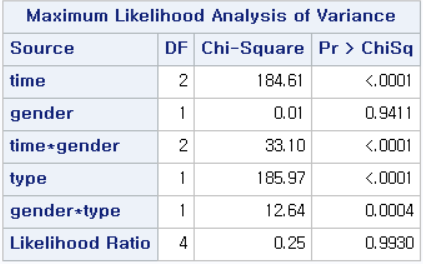 Maximum Likelihood Analysis of Variance
Source DF Chi-Square Pr > ChiSq
time 2 184.61 <.0001
gender 1 0.01 0.9411
time*gender 2 33.10 <.0001
type 1 185.97 <.0001
gender*type 1 12.64 0.0004
Likelihood Ratio 4 0.25 0.9930